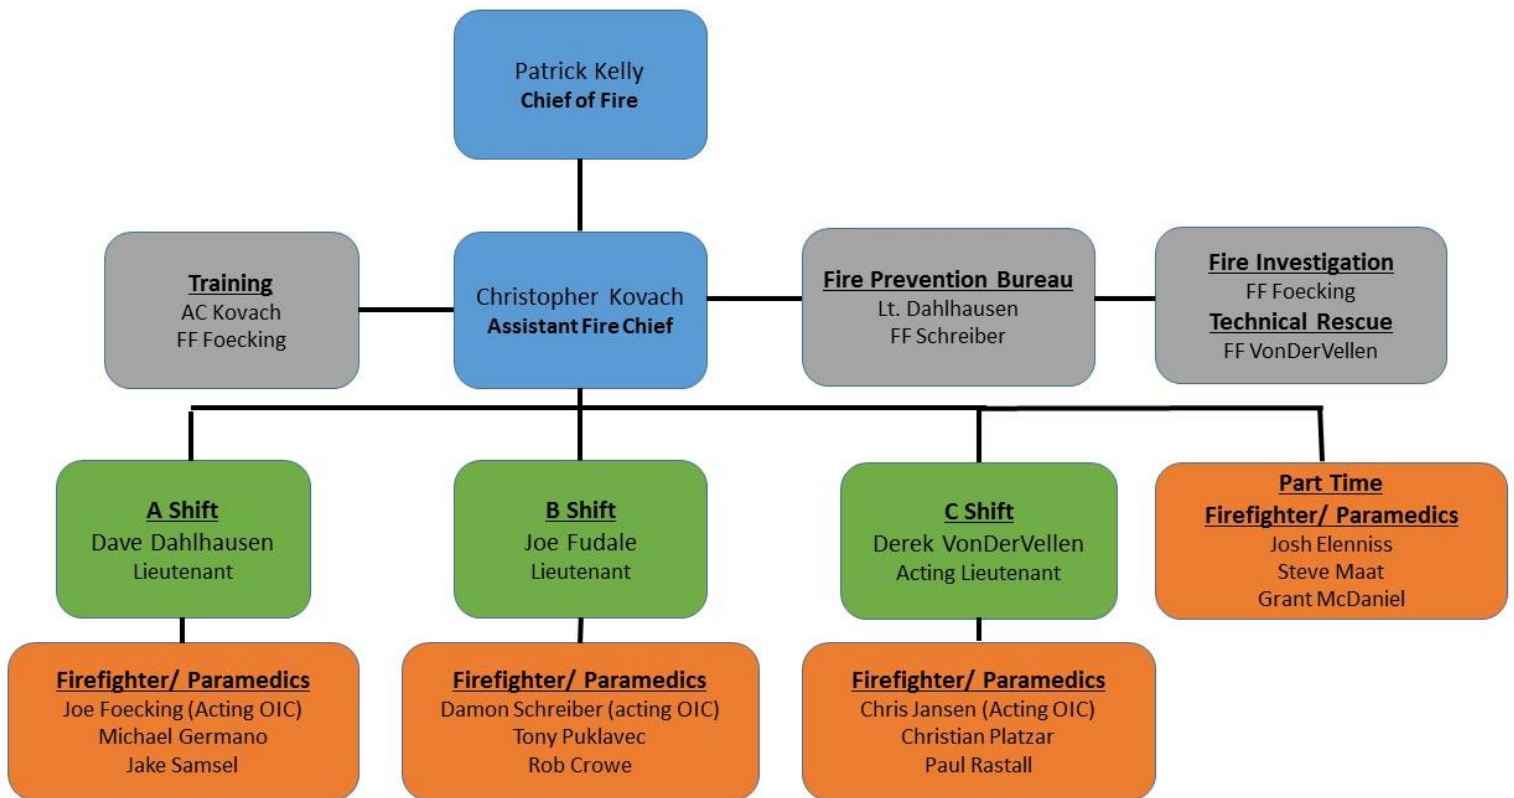 Patrick Kelly
Chief of Fire
Training
AC Kovach
FF Foecking
Christopher Kovach
Assistant Fire Chief
Fire Prevention Bureau
Lt. Dahlhausen
FF Schreiber
Fire Investigation
FF Foecking
Technical Rescue
FF VonDerVellen
A Shift
Dave Dahlhausen
Lieutenant
B Shift
Joe Fudale
Lieutenant
C Shift
Derek VonDerVellen
Acting Lieutenant
Part Time
Firefighter/ Paramedics
Josh Elenniss
Steve Maat
Grant McDaniel
Firefighter/ Paramedics
Joe Foecking (Acting OIC)
Michael Germano
Jake Samsel
Firefighter/ Paramedics
Damon Schreiber (acting OIC)
Tony Puklavec
Rob Crowe
Firefighter/ Paramedics
Chris Jansen (Acting OIC)
Christian Platzar
Paul Rastall